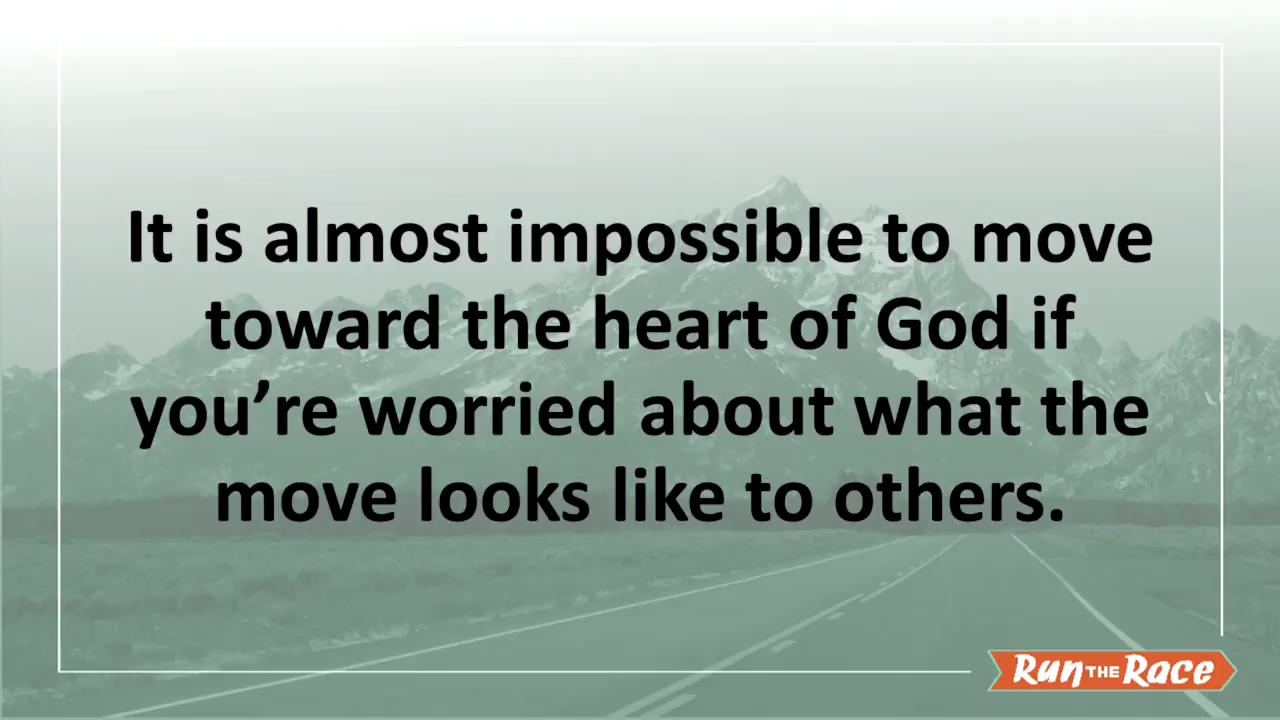 It is almost impossible to move
toward the heart of God if
you’re worried about what the
move looks like to others.
Run THE Race